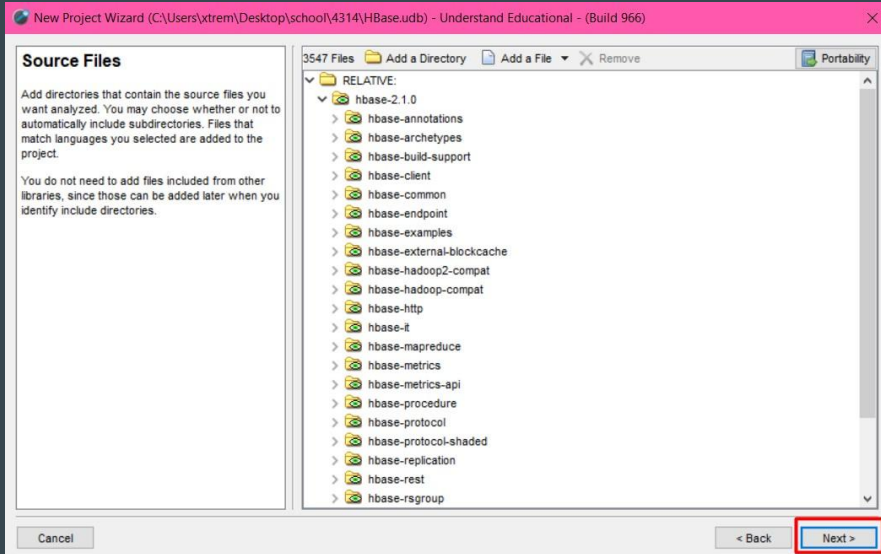 New Project Wizard (C:\Users\xtrem\Desktop\school\4314\HBase.udb) - Understand Educational - (Build 966)
Source Files
Add directories that contain the source files you
want analyzed. You may choose whether or not to
automatically include subdirectories. Files that
match languages you selected are added to the
project.
You do not need to add files included from other
libraries, since those can be added later when you
identify include directories.
3547 Files Add a Directory Add a File Remove Portability
RELATIVE:
hbase-2.1.0
hbase-annotations
hbase-archetypes
hbase-build-support
hbase-client
hbase-common
hbase-endpoint
hbase-examples
hbase-external-blockcache
hbase-hadoop2-compat
hbase-hadoop-compat
hbase-http
hbase-it
hbase-mapreduce
hbase-metrics
hbase-metrics-api
hbase-procedure
hbase-protocol
hbase-protocol-shaded
hbase-replication
hbase-rest
hbase-rsgroup
Cancel < Back Next >